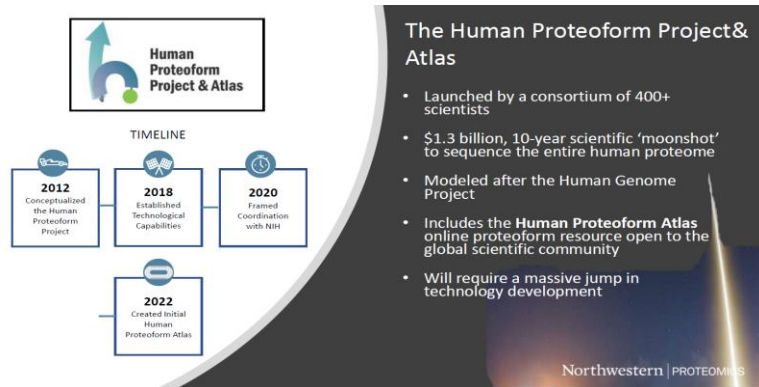 Human
Proteoform
Project & Atlas
TIMELINE
2012
Conceptualized
the Human
Proteoform
Project
2018
Established
Technological
Capabilities
2020
Framed
Coordination
with NIH
2022
Created Initial
Human
Proteoform Atlas
The Human Proteoform Project&
Atlas
• Launched by a consortium of 400+
scientists
• $1.3 billion, 10-year scientific ‘moonshot’
to sequence the entire human proteome
• Modeled after the Human Genome
Project
• Includes the Human Proteoform Atlas
online proteoform resource open to the
global scientific community
• Will require a massive jump in
technology development
Northwestern | PROTEOMICS